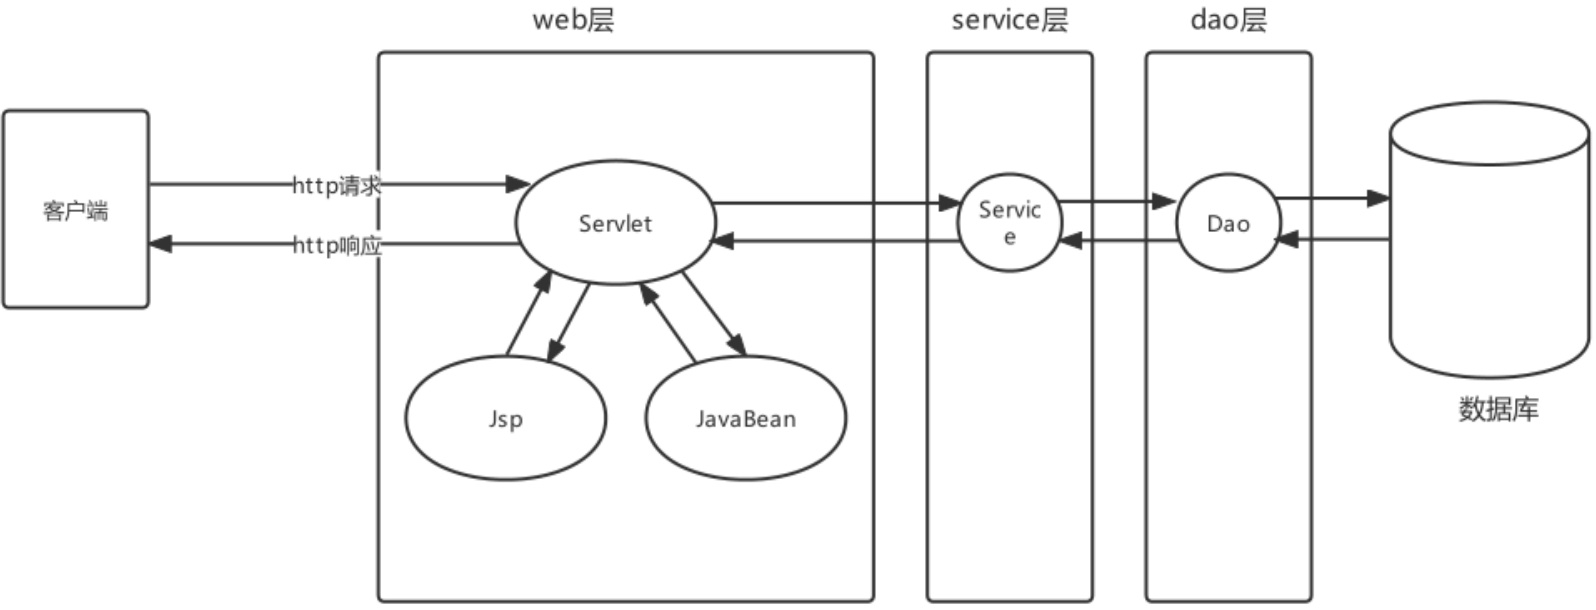 web层
service层
dao层
客户端
http请求
http响应
Servlet
Servic
e
Dao
Jsp
JavaBean
数据库